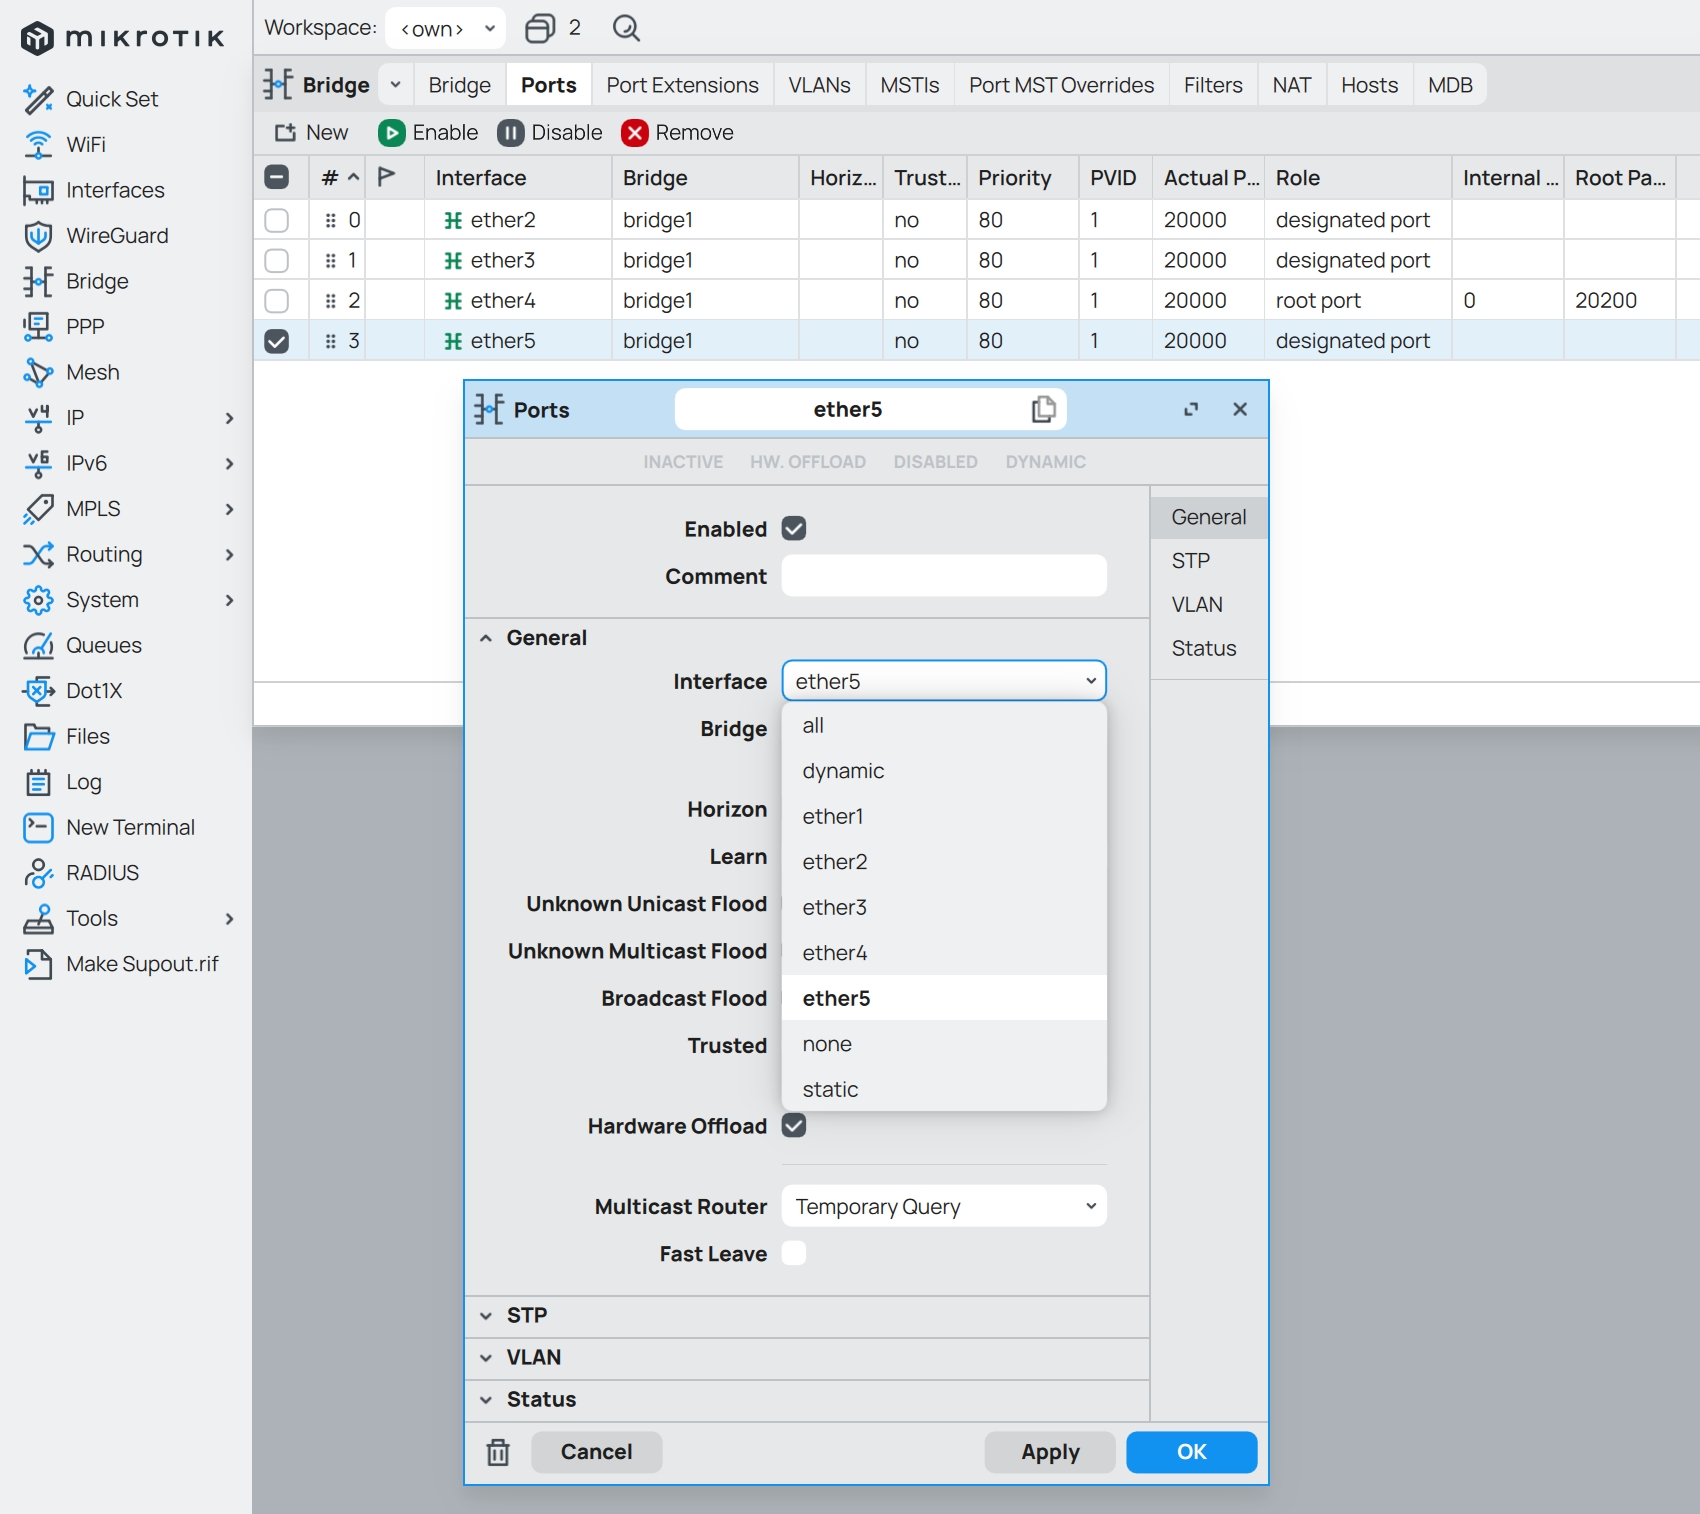 mikrotik
Workspace: <own> 2
Quick Set
WiFi
Interfaces
WireGuard
Bridge
PPP
Mesh
IP
IPv6
MPLS
Routing
System
Queues
Dot1X
Files
Log
New Terminal
RADIUS
Tools
Make Supout.rif
Bridge Bridge Ports Port Extensions VLANs MSTIs Port MST Overrides Filters NAT Hosts MDB
New Enable Disable Remove
# Interface Bridge Horiz... Trust... Priority PVID Actual P... Role Internal ... Root Pa...
0 ether2 bridge1 no 80 1 20000 designated port
1 ether3 bridge1 no 80 1 20000 designated port
2 ether4 bridge1 no 80 1 20000 root port 0 20200
3 ether5 bridge1 no 80 1 20000 designated port
Ports ether5
INACTIVE HW. OFFLOAD DISABLED DYNAMIC
Enabled
Comment
General
Interface ether5
Bridge
Horizon
Learn
Unknown Unicast Flood
Unknown Multicast Flood
Broadcast Flood
Trusted
all
dynamic
ether1
ether2
ether3
ether4
ether5
none
static
Hardware Offload
Multicast Router Temporary Query
Fast Leave
STP
VLAN
Status
General
STP
VLAN
Status
Cancel Apply OK